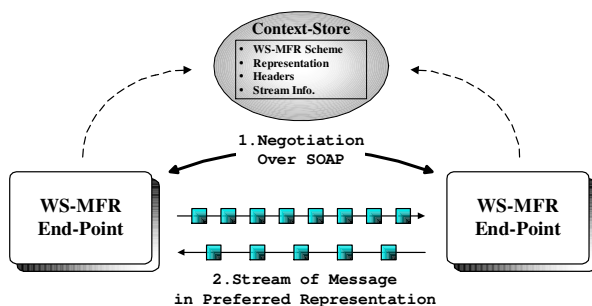 Context-Store
• WS-MFR Scheme
• Representation
• Headers
• Stream Info.
1.Negotiation
Over SOAP
WS-MFR
End-Point
WS-MFR
End-Point
2.Stream of Message
in Preferred Representation